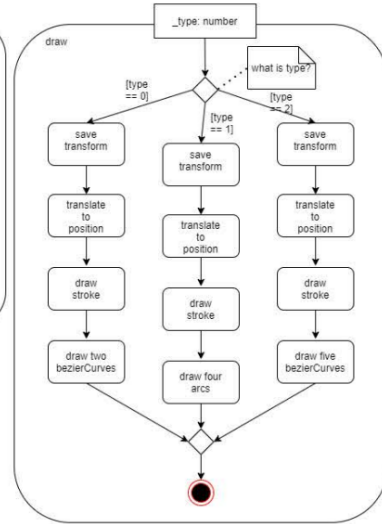 _type: number
draw
what is type?
[type
== 0]
[type
== 1]
[type
== 2]
save
transform
translate
to
position
draw
stroke
draw two
bezierCurves
save
transform
translate
to
position
draw
stroke
draw four
arcs
save
transform
translate
to
position
draw
stroke
draw five
bezierCurves